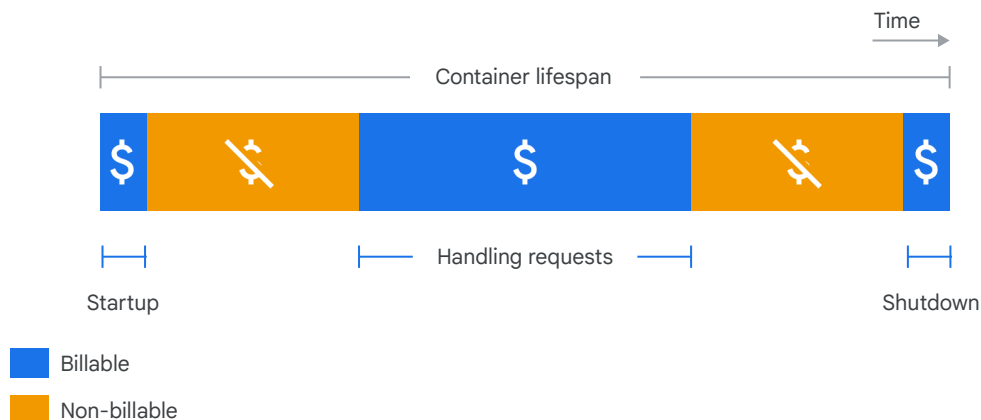 Time
Container lifespan
$ $ $ $ $
Handling requests
Startup Shutdown
Billable
Non-billable